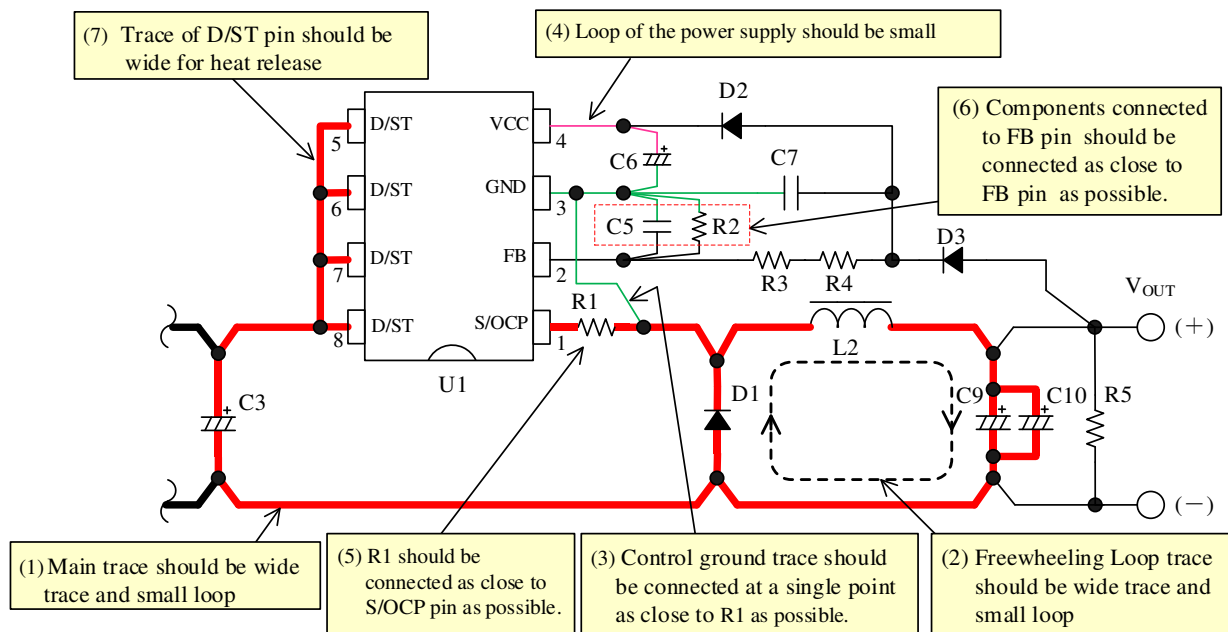 (7) Trace of D/ST pin should be
wide for heat release
(4) Loop of the power supply should be small
(6) Components connected
to FB pin should be
connected as close to
FB pin as possible.
D2
D/ST
VCC
5
4
C6
+
C7
D/ST
GND
6
3
C5
R2
D/ST
FB
7
2
R3
R4
D3
D/ST
S/OCP
8
1
R1
VOUT
(+)
L2
U1
C3
+
D1
C9
+
C10
+
R5
(−)
(1) Main trace should be wide
trace and small loop
(5) R1 should be
connected as close to
S/OCP pin as possible.
(3) Control ground trace should
be connected at a single point
as close to R1 as possible.
(2) Freewheeling Loop trace
should be wide trace and
small loop